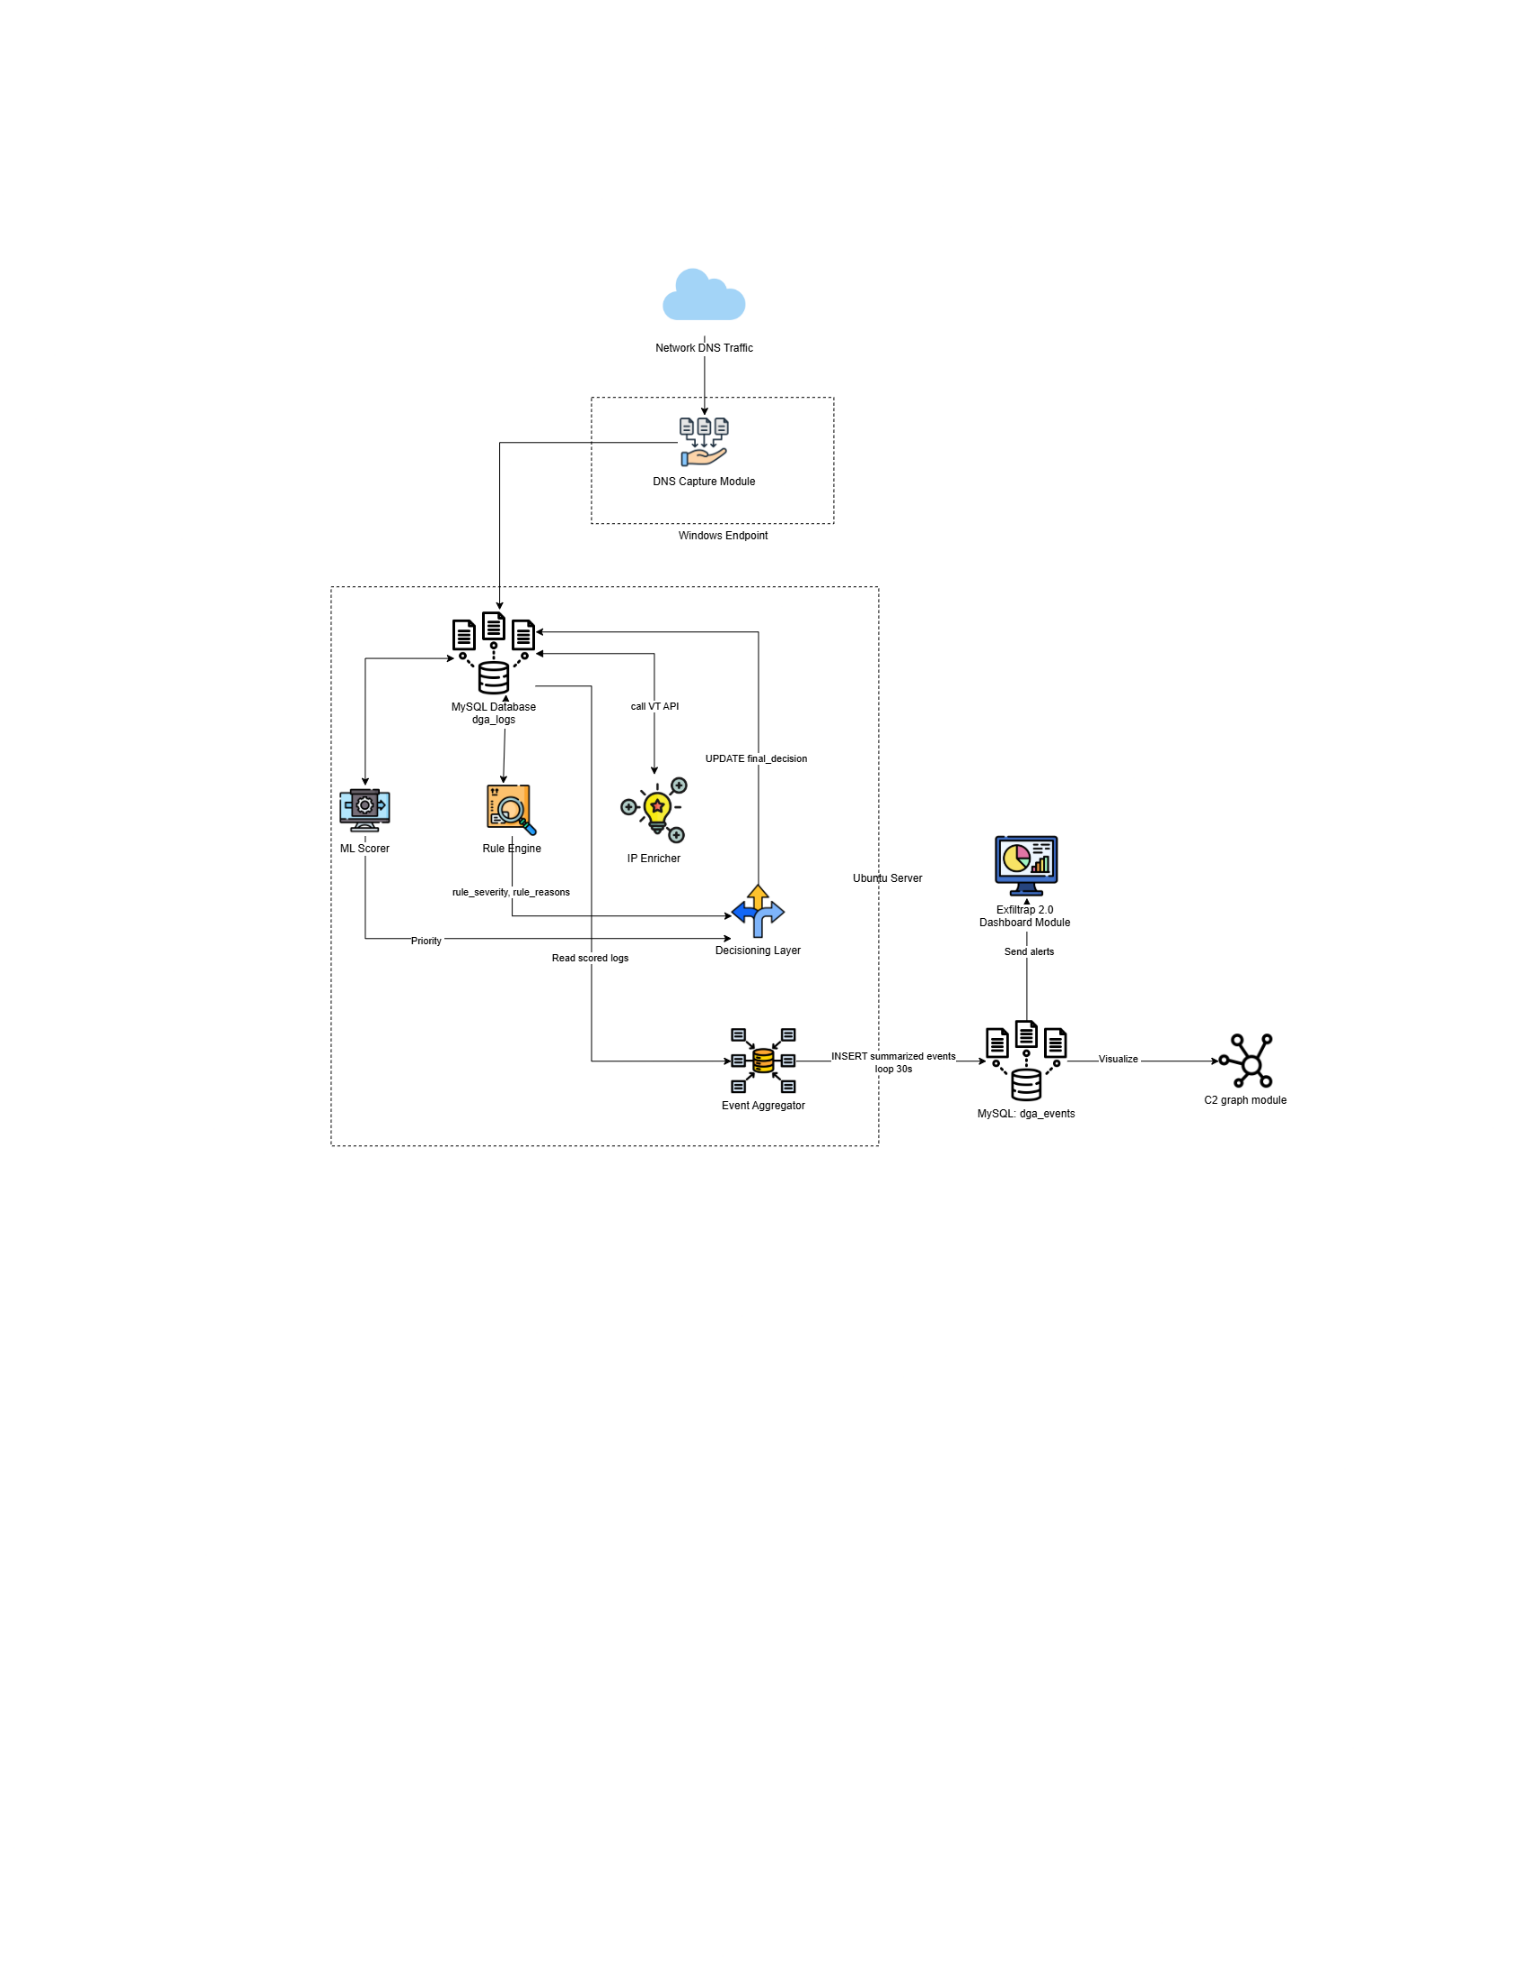 Network DNS Traffic
DNS Capture Module
Windows Endpoint
MySQL Database
dga_logs
call VT API
UPDATE final_decision
ML Scorer
Rule Engine
IP Enricher
Ubuntu Server
rule_severity, rule_reasons
Exfiltrap 2.0
Dashboard Module
Priority
Decisioning Layer
Send alerts
Read scored logs
INSERT summarized events
loop 30s
Visualize
Event Aggregator
MySQL: dga_events
C2 graph module